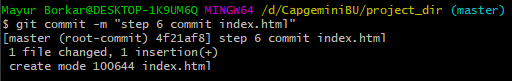 Mayur Borkar@DESKTOP-1K9UM6Q MINGW64 /d/CapgeminiBU/project_dir (master)
$ git commit -m "step 6 commit index.html"
[master (root-commit) 4f21af8] step 6 commit index.html
 1 file changed, 1 insertion(+)
 create mode 100644 index.html